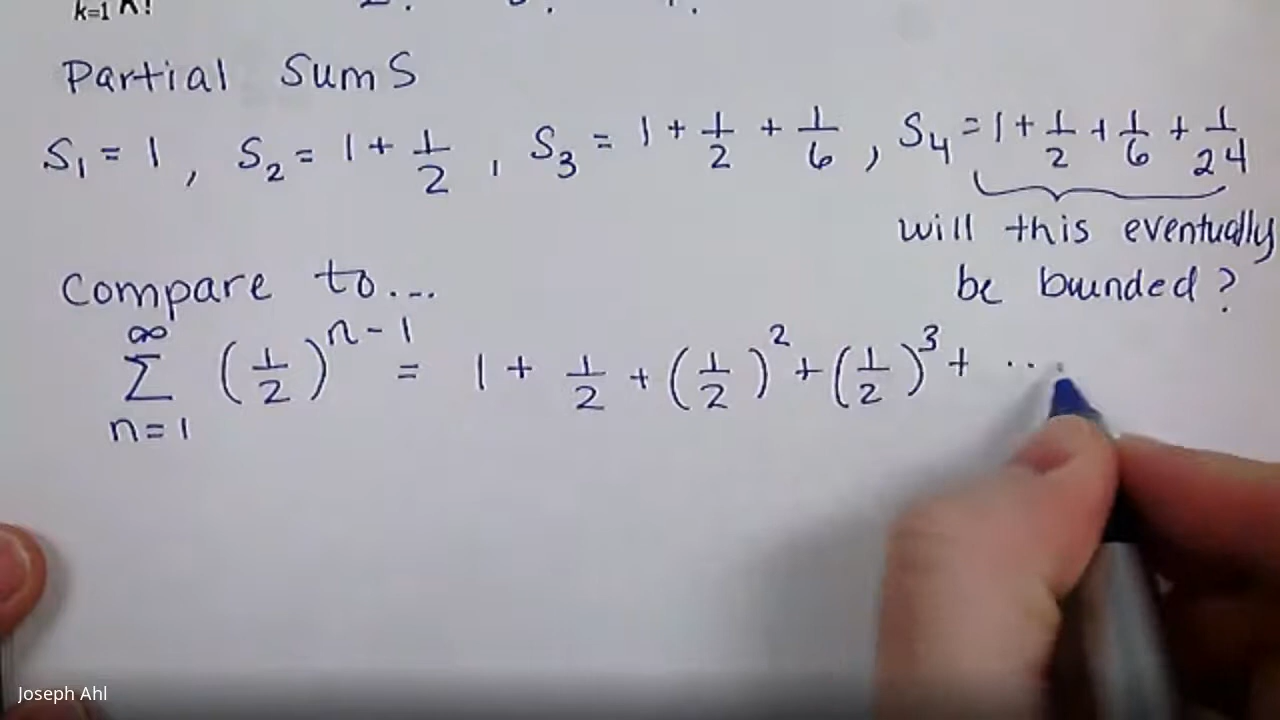 k=1 k!
Partial Sums
S₁ = 1 , S₂ = 1 + 1/2 , S₃ = 1 + 1/2 + 1/6 , S₄ = 1 + 1/2 + 1/6 + 1/24
will this eventually
be bounded?
Compare to...
∞
∑ (1/2)ⁿ⁻¹ = 1 + 1/2 + (1/2)² + (1/2)³ + ...
n=1
Joseph Ahl